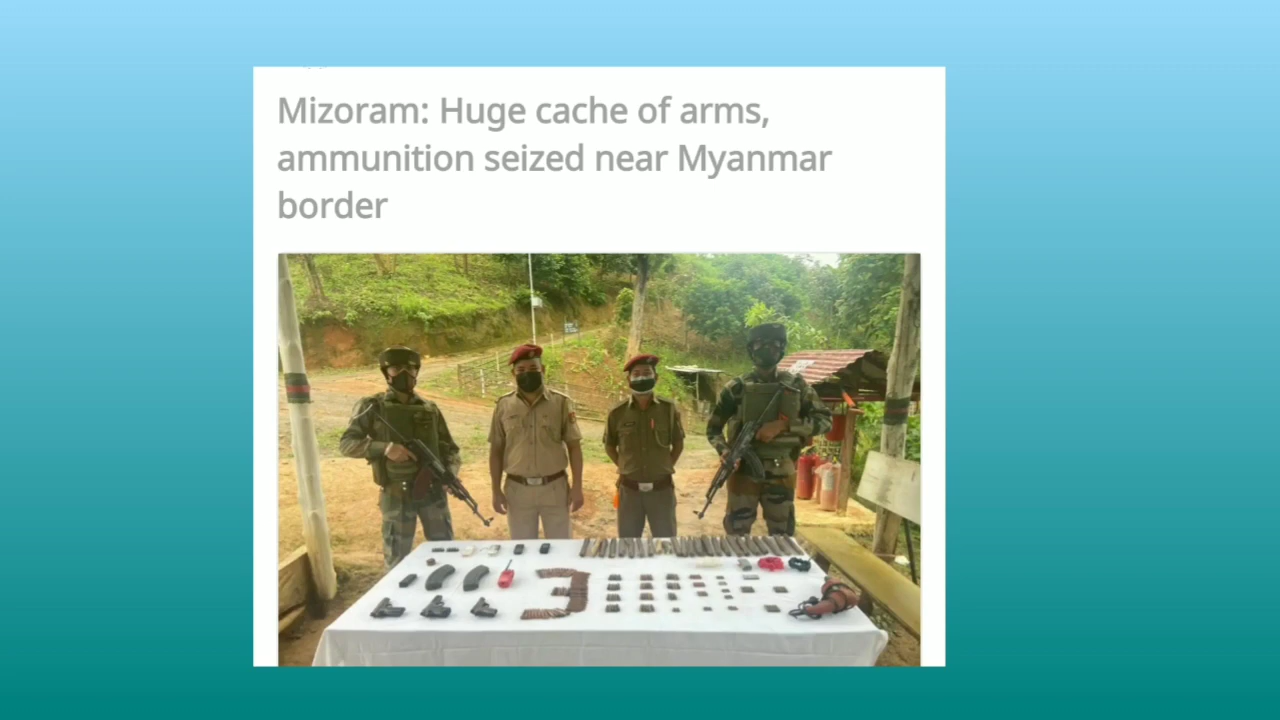 Mizoram: Huge cache of arms,
ammunition seized near Myanmar
border